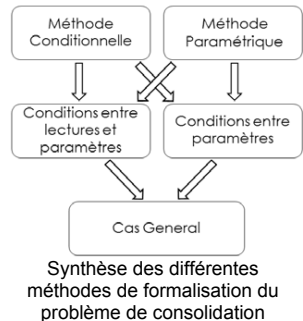 Méthode
Conditionnelle
Méthode
Paramétrique
Conditions entre
lectures et
paramètres
Conditions entre
paramètres
Cas General
Synthèse des différentes
méthodes de formalisation du
problème de consolidation